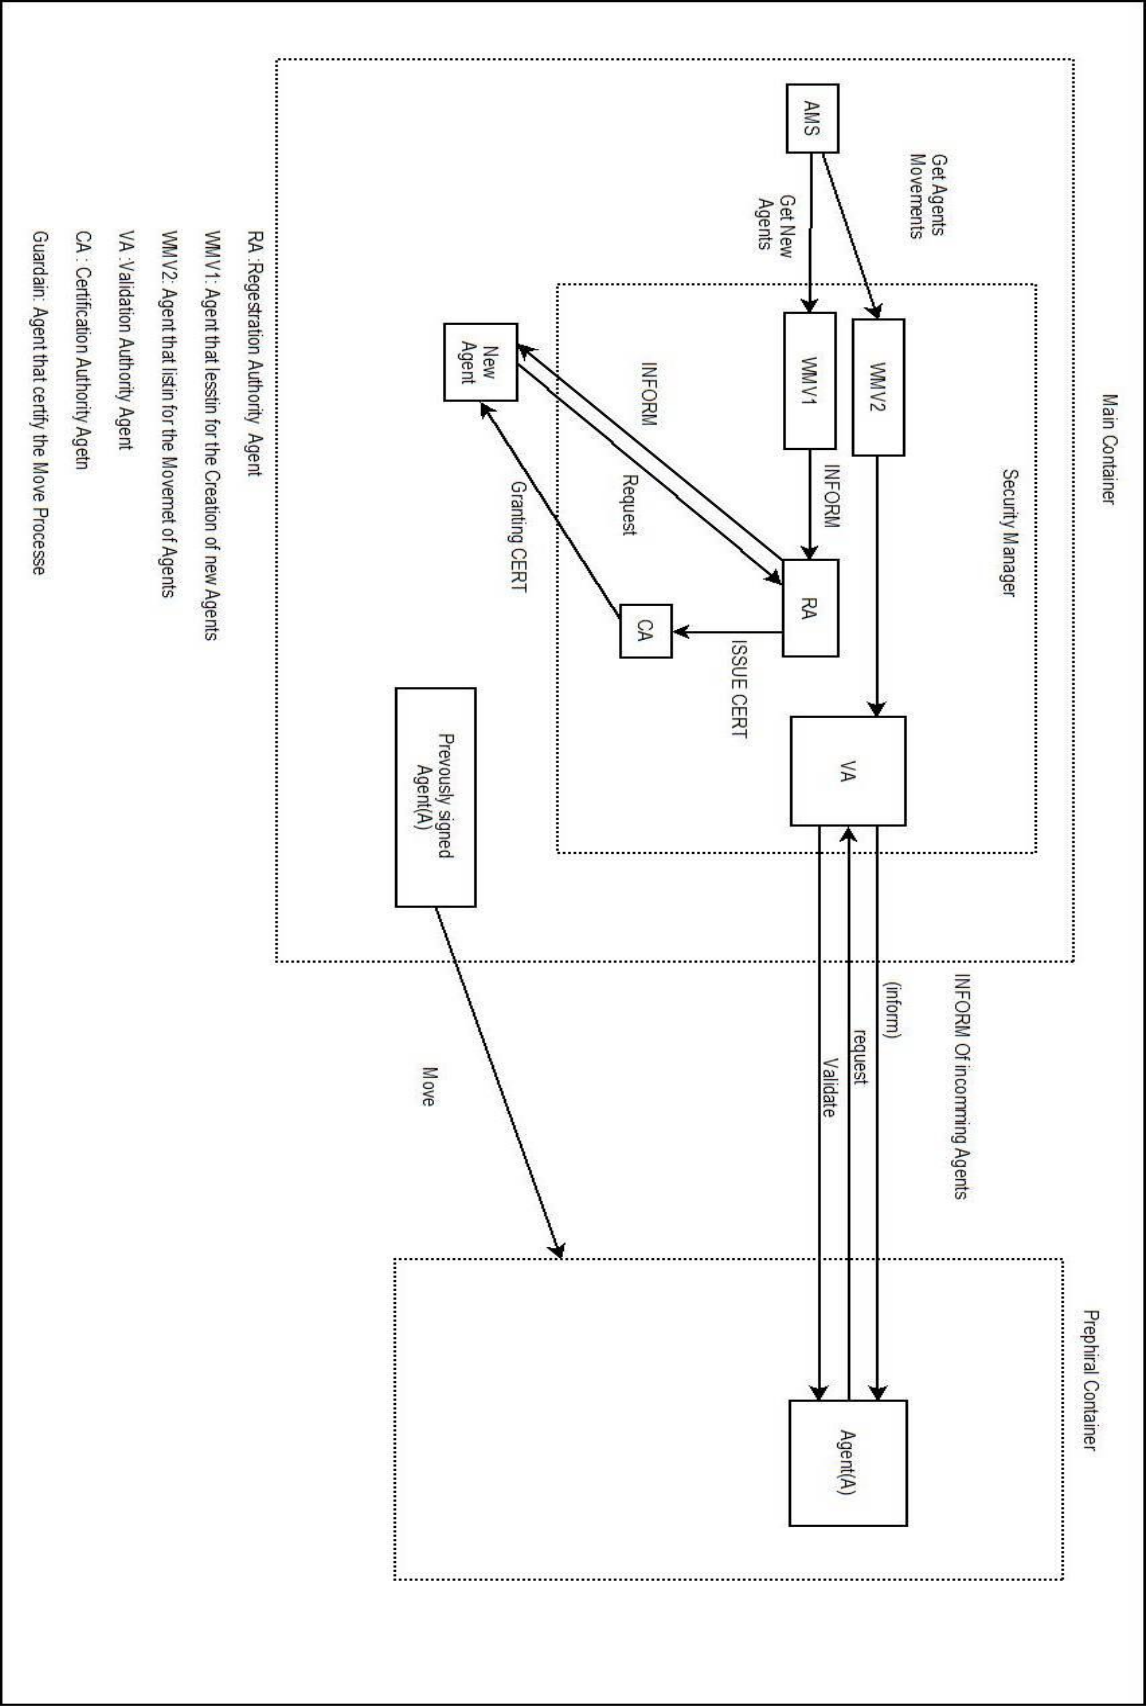 Main Container
Prephiral Container
Security Manager
INFORM Of incomming Agents
Get Agents
Movements
(inform)
WMV2
request
VA
Agent(A)
Validate
AMS
WMV1
INFORM
RA
Get New
Agents
ISSUE CERT
INFORM
CA
Request
Granting CERT
New
Agent
Prevously signed
Agent(A)
Move
RA :Regestration Authority Agent
WMV1: Agent that lesstin for the Creation of new Agents
WMV2: Agent that listin for the Movemet of Agents
VA :Validation Authority Agent
CA : Certification Authority Agetn
Guardain: Agent that certify the Move Processe